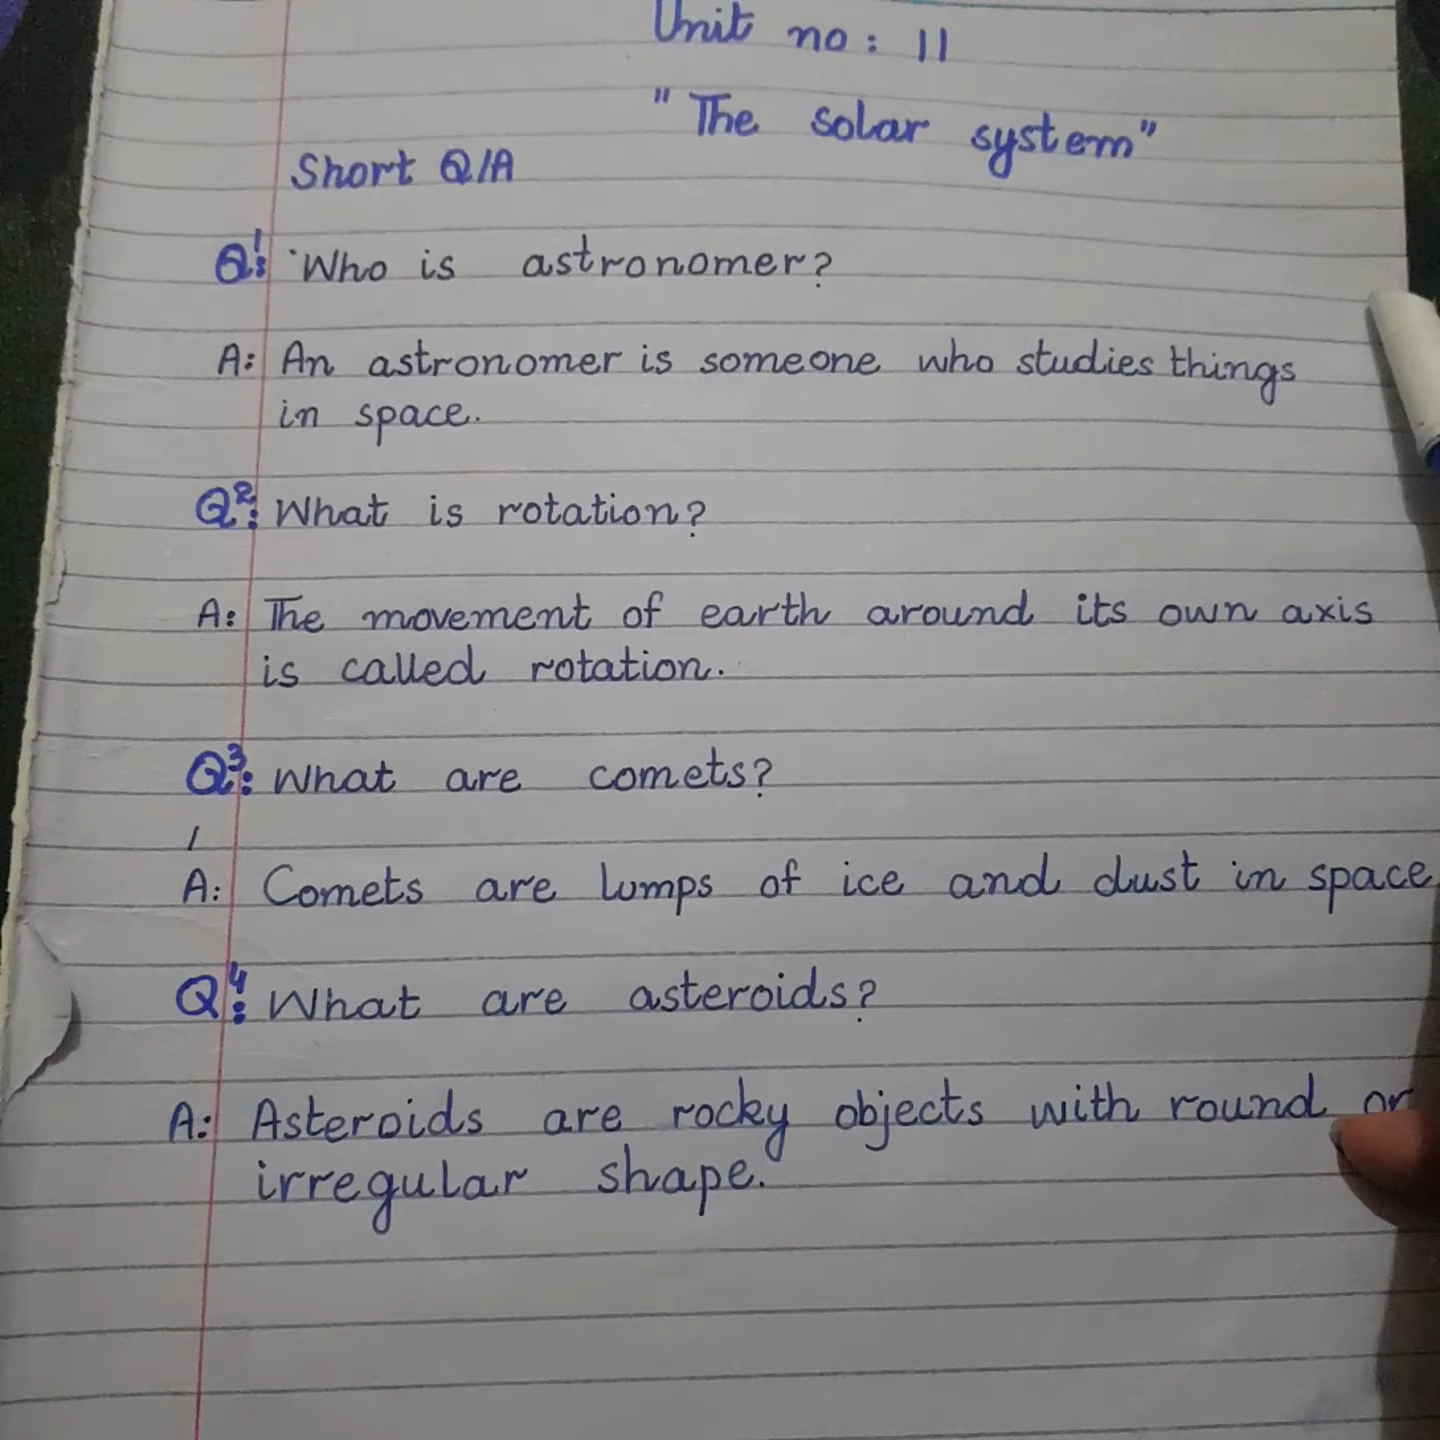 Unit no: 11
"The solar system"
Short Q/A
Q1: Who is astronomer?
A: An astronomer is someone who studies things
in space.
Q2: What is rotation?
A: The movement of earth around its own axis
is called rotation.
Q3: What are comets?
A: Comets are lumps of ice and dust in space
Q4: What are asteroids?
A: Asteroids are rocky objects with round or
irregular shape.